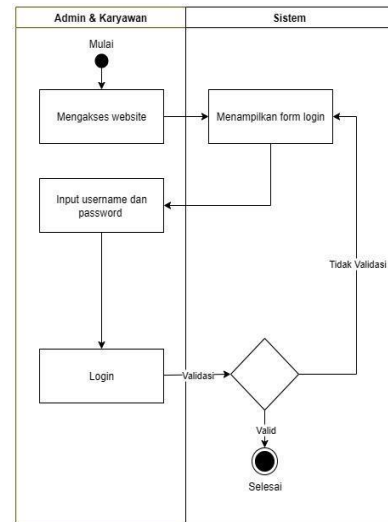 Admin & Karyawan
Sistem
Mulai
Mengakses website
Menampilkan form login
Input username dan
password
Tidak Validasi
Login
Validasi
Valid
Selesai